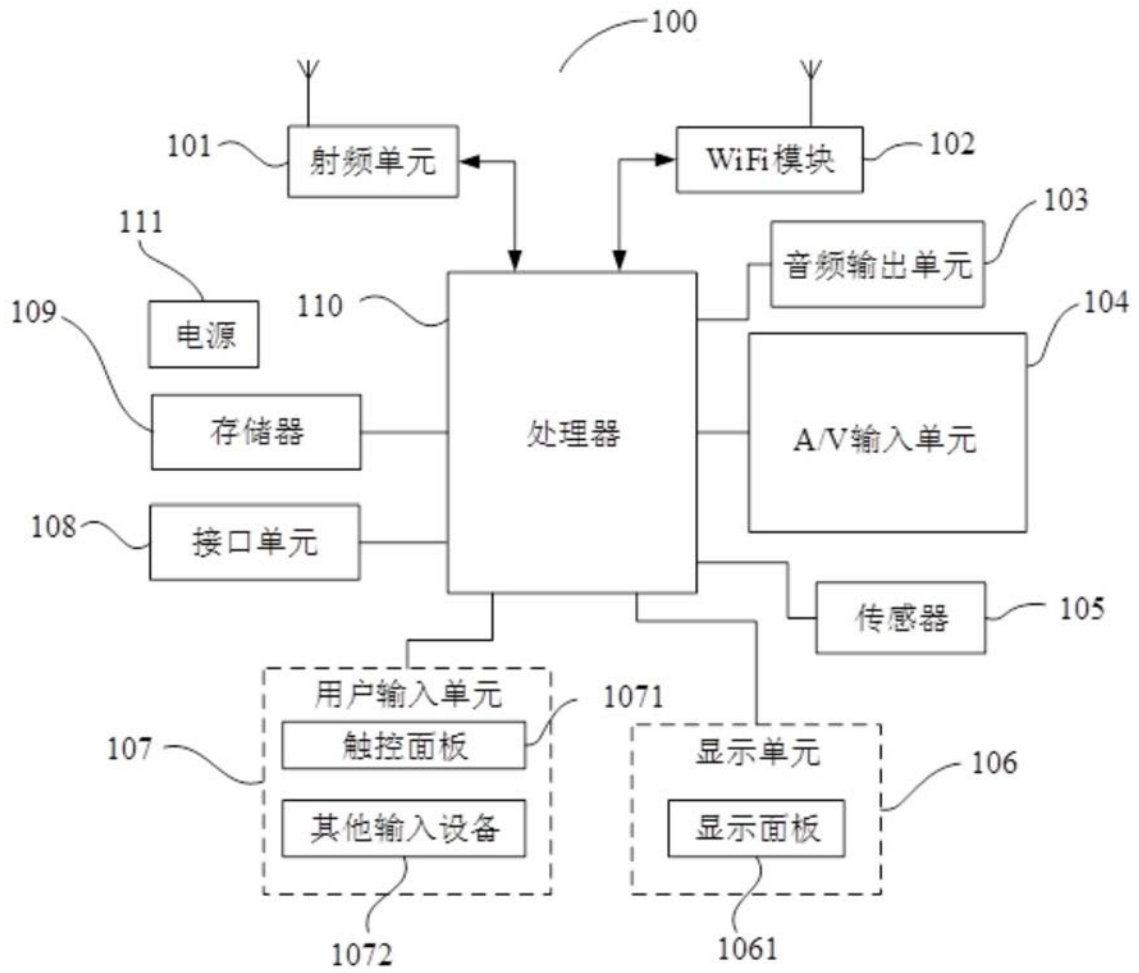 100
101
射频单元
WiFi模块
102
103
音频输出单元
111
电源
110
104
109
存储器
处理器
A/V输入单元
108
接口单元
传感器
105
用户输入单元
1071
107
触控面板
显示单元
106
其他输入设备
显示面板
1072
1061